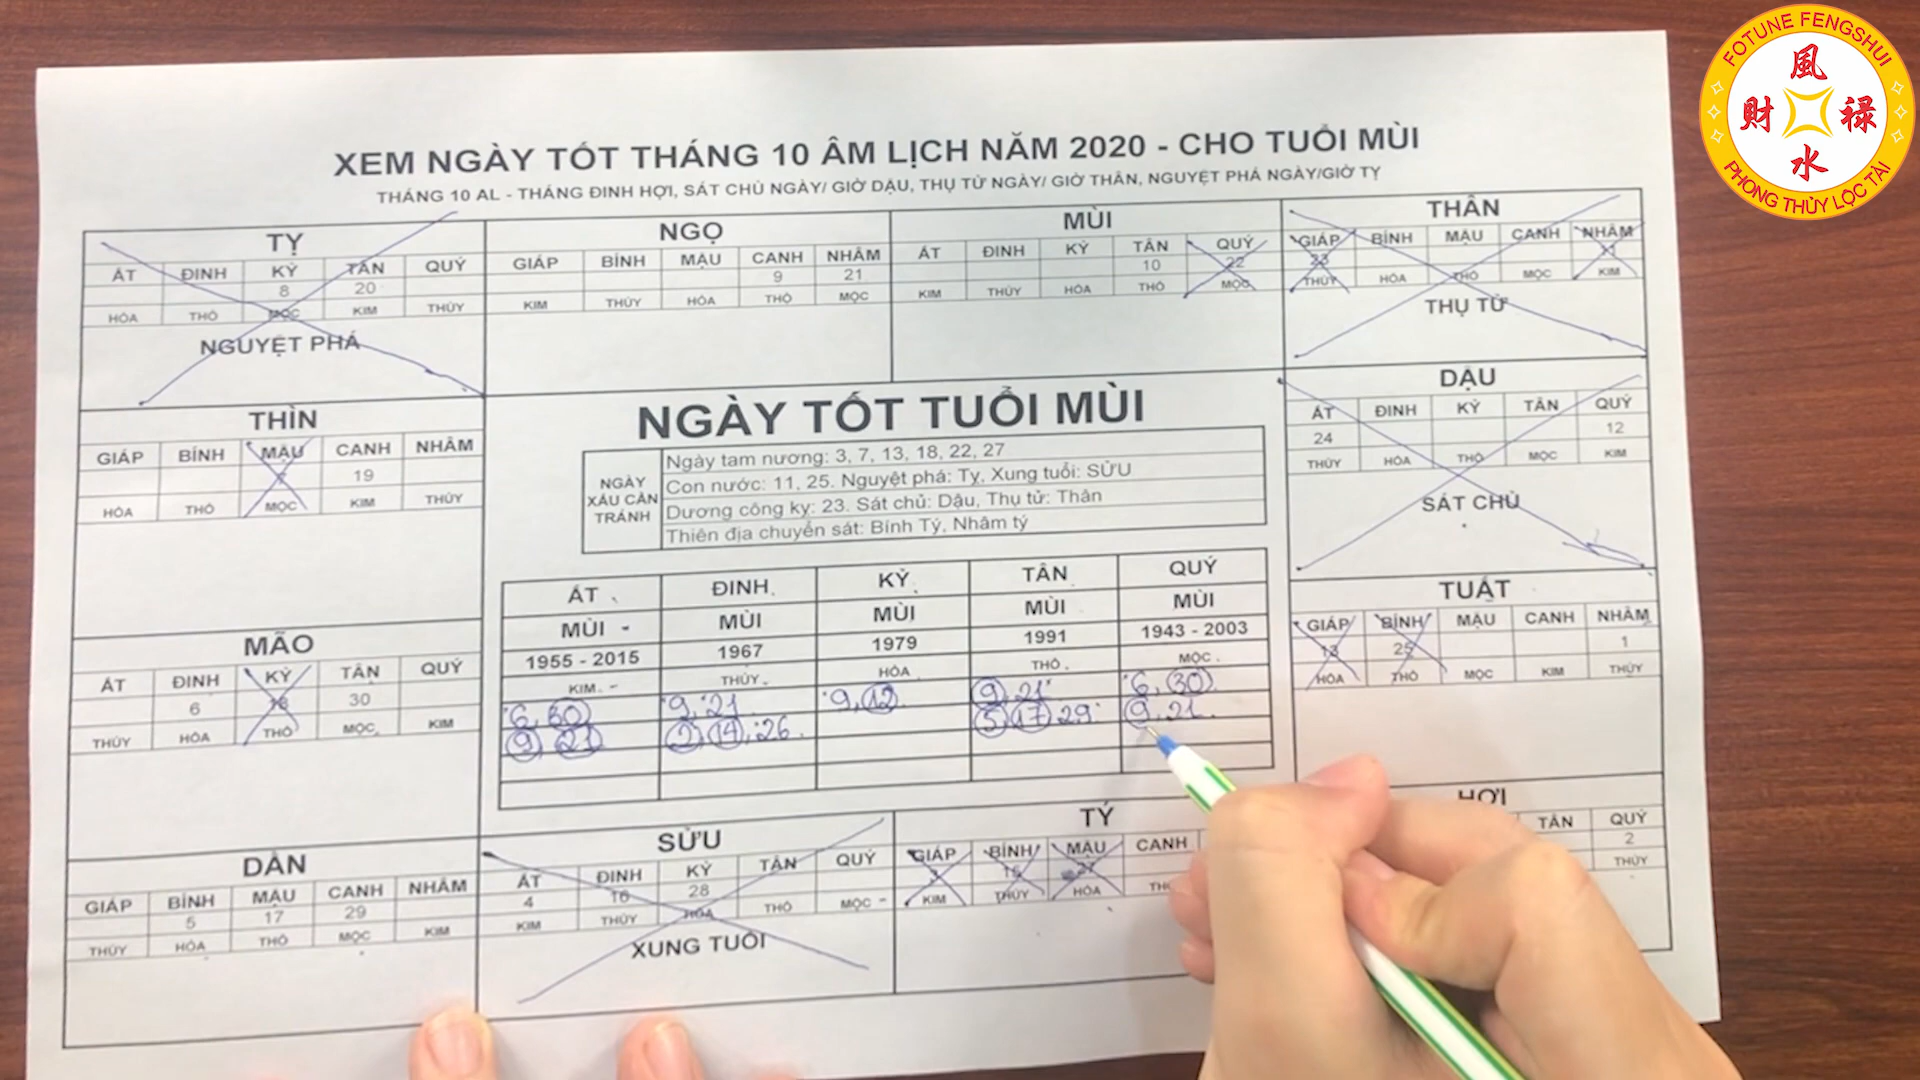 FOTUNE FENGSHUI
風
財 禄
水
PHONG THỦY LỘC TÀI
XEM NGÀY TỐT THÁNG 10 ÂM LỊCH NĂM 2020 - CHO TUỔI MÙI
THÁNG 10 AL - THÁNG ĐINH HỢI, SÁT CHỦ NGÀY/ GIỜ DẬU, THỤ TỬ NGÀY/ GIỜ THÂN, NGUYỆT PHÁ NGÀY/GIỜ TỴ
TỴ
ẤT ĐINH KỶ TÂN QUÝ
8 20
HỎA THỔ MỘC KIM THỦY
NGUYỆT PHÁ
NGỌ
GIÁP BÍNH MẬU CANH NHÂM
9 21
KIM THỦY HỎA THỔ MỘC
MÙI
ẤT ĐINH KỶ TÂN QUÝ
10 22
KIM THỦY HỎA THỔ MỘC
THÂN
GIÁP BÍNH MẬU CANH NHÂM
23 11
THỦY HỎA THỔ MỘC KIM
THỤ TỬ
THÌN
GIÁP BÍNH MẬU CANH NHÂM
19
HỎA THỔ MỘC KIM THỦY
NGÀY TỐT TUỔI MÙI
NGÀY
XẤU CẦN
TRÁNH
Ngày tam nương: 3, 7, 13, 18, 22, 27
Con nước: 11, 25. Nguyệt phá: Tỵ, Xung tuổi: SỬU
Dương công kỵ: 23. Sát chủ: Dậu, Thụ tử: Thân
Thiên địa chuyển sát: Bính Tý, Nhâm tý
DẬU
ẤT ĐINH KỶ TÂN QUÝ
24 12
THỦY HỎA THỔ MỘC KIM
SÁT CHỦ
MÃO
ẤT ĐINH KỶ TÂN QUÝ
6 18 30
THỦY HỎA THỔ MỘC KIM
ẤT ĐINH KỶ TÂN QUÝ
MÙI MÙI MÙI MÙI MÙI
1955 - 2015 1967 1979 1991 1943 - 2003
KIM THỦY HỎA THỔ MỘC
6, 30 9, 21 9, 12 9, 21 6, 30
9, 21 2, 14, 26 5, 17, 29 9, 21
TUẤT
GIÁP BÍNH MẬU CANH NHÂM
13 25 1
HỎA THỔ MỘC KIM THỦY
DẦN
GIÁP BÍNH MẬU CANH NHÂM
5 17 29
THỦY HỎA THỔ MỘC KIM
SỬU
ẤT ĐINH KỶ TÂN QUÝ
4 16 28
KIM THỦY HỎA THỔ MỘC
XUNG TUỔI
TÝ
GIÁP BÍNH MẬU CANH
3 15 27
KIM THỦY HỎA
HỢI
TÂN QUÝ
2
THỦY